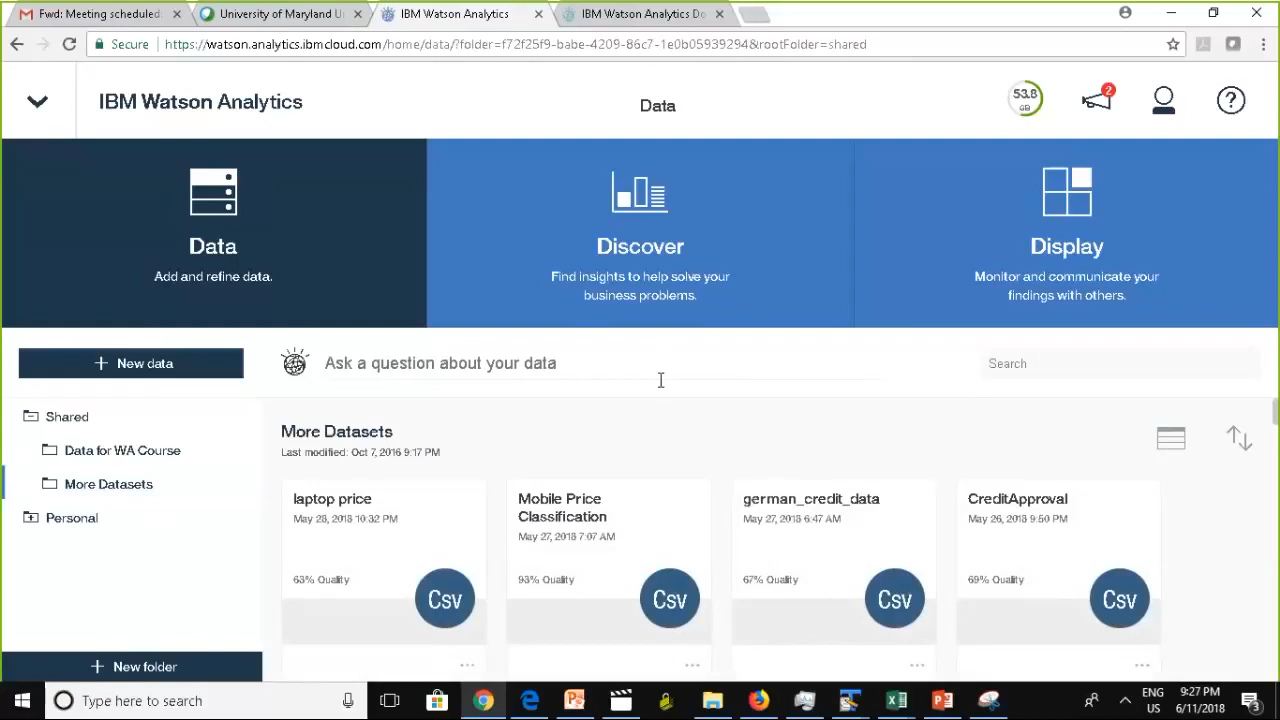 Fwd: Meeting scheduled
University of Maryland U
IBM Watson Analytics
IBM Watson Analytics Do
Secure
https://watson.analytics.ibmcloud.com/home/data/?folder=f72f25f9-babe-4209-86c7-1e0b05939294&rootFolder=shared
IBM Watson Analytics
Data
53.8
GB
2
Data
Add and refine data.
Discover
Find insights to help solve your
business problems.
Display
Monitor and communicate your
findings with others.
New data
Ask a question about your data
Search
Shared
Data for WA Course
More Datasets
Personal
New folder
More Datasets
Last modified: Oct 7, 2016 9:17 PM
laptop price
May 28, 2018 10:32 PM
63% Quality
Csv
Mobile Price
Classification
May 27, 2018 7:07 AM
93% Quality
Csv
german_credit_data
May 27, 2018 6:47 AM
67% Quality
Csv
CreditApproval
May 26, 2018 9:50 PM
69% Quality
Csv
Type here to search
ENG
US
9:27 PM
6/11/2018
3